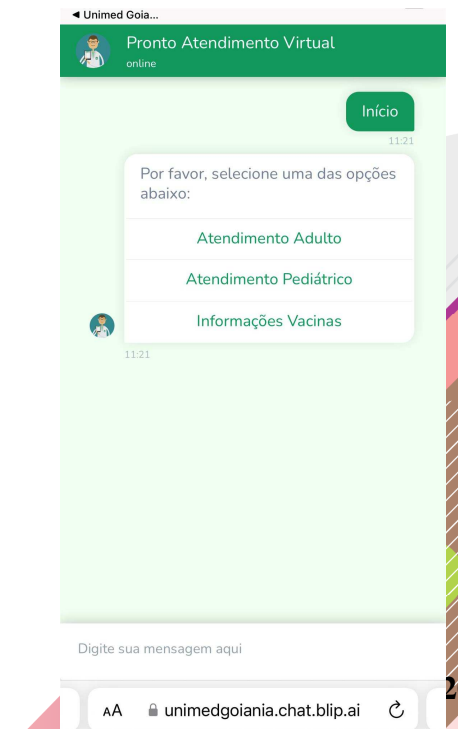 ◄ Unimed Goia...
Pronto Atendimento Virtual
online
Início
11:21
Por favor, selecione uma das opções
abaixo:
Atendimento Adulto
Atendimento Pediátrico
Informações Vacinas
11:21
Digite sua mensagem aqui
2
AA unimedgoiania.chat.blip.ai